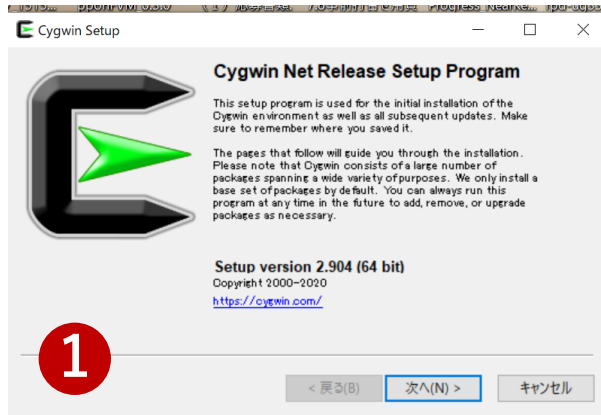 Cygwin Setup
Cygwin Net Release Setup Program
This setup program is used for the initial installation of the
Cygwin environment as well as all subsequent updates. Make
sure to remember where you saved it.
The pages that follow will guide you through the installation.
Please note that Cygwin consists of a large number of
packages spanning a wide variety of purposes. We only install a
base set of packages by default. You can always run this
program at any time in the future to add, remove, or upgrade
packages as necessary.
Setup version 2.904 (64 bit)
Copyright 2000-2020
https://cygwin.com/
1
< 戻る(B)
次へ(N) >
キャンセル